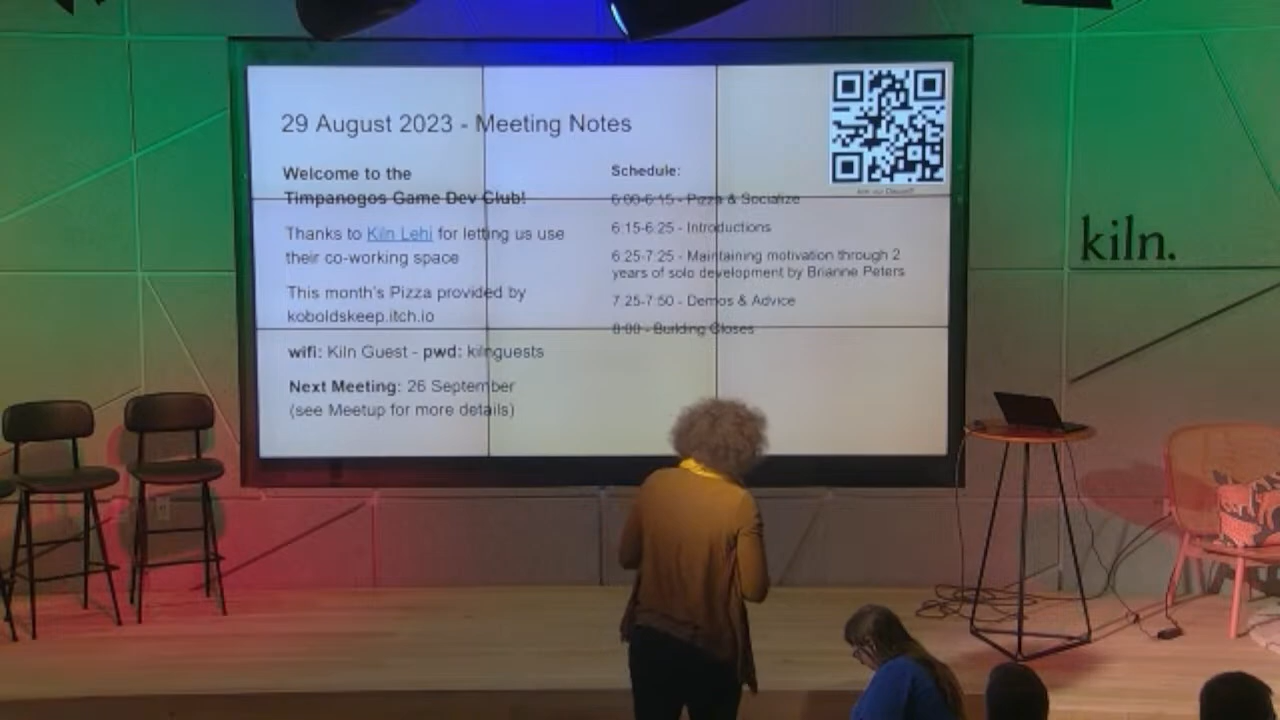 29 August 2023 - Meeting Notes
Welcome to the
Timpanogos Game Dev Club!
Thanks to Kiln Lehi for letting us use
their co-working space
This month's Pizza provided by
koboldskeep.itch.io
wifi: Kiln Guest - pwd: kilnguests
Next Meeting: 26 September
(see Meetup for more details)
Schedule:
6:00-6:15 - Pizza & Socialize
6:15-6:25 - Introductions
6:25-7:25 - Maintaining motivation through 2
years of solo development by Brianne Peters
7:25-7:50 - Demos & Advice
8:00 - Building Closes
Join our Discord!
kiln.